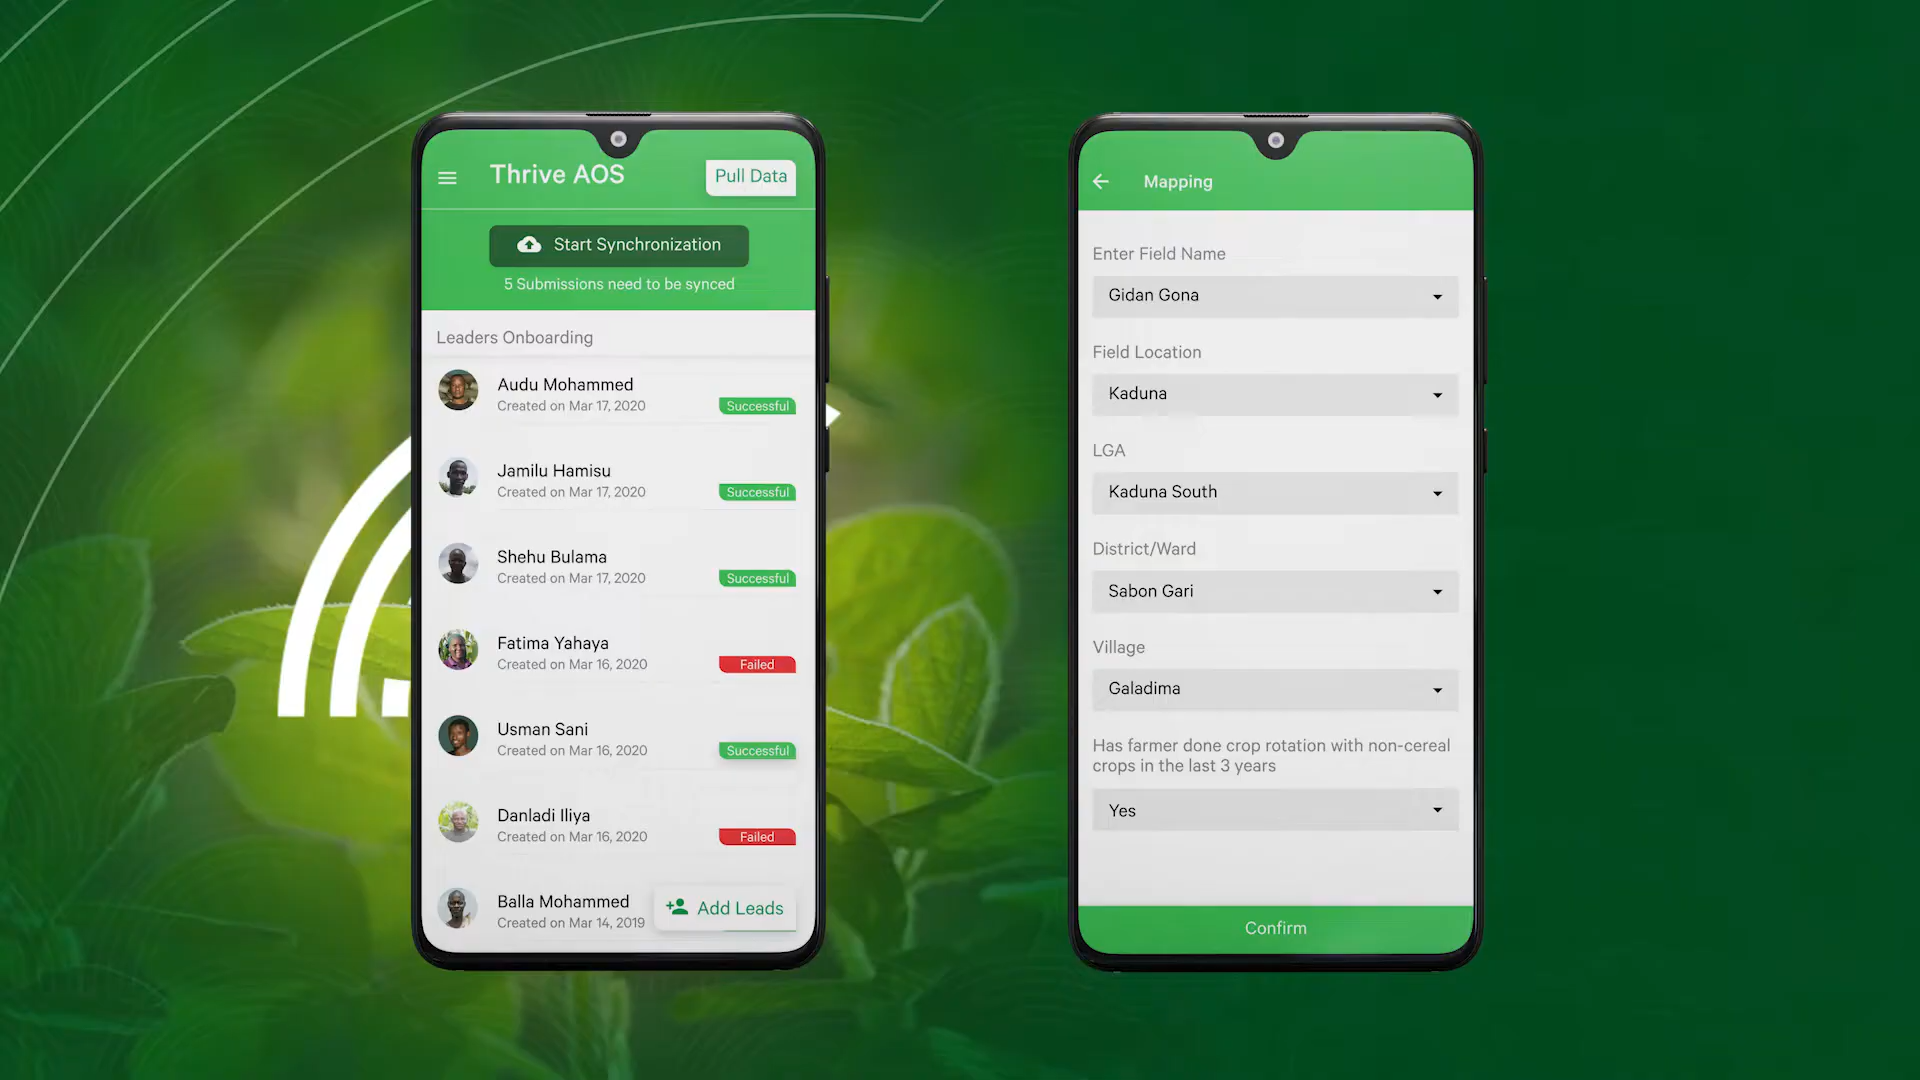 Thrive AOS
Pull Data
Start Synchronization
5 Submissions need to be synced
Leaders Onboarding
Audu Mohammed
Created on Mar 17, 2020
Successful
Jamilu Hamisu
Created on Mar 17, 2020
Successful
Shehu Bulama
Created on Mar 17, 2020
Successful
Fatima Yahaya
Created on Mar 16, 2020
Failed
Usman Sani
Created on Mar 16, 2020
Successful
Danladi Iliya
Created on Mar 16, 2020
Failed
Balla Mohammed
Created on Mar 14, 2019
Add Leads
Mapping
Enter Field Name
Gidan Gona
Field Location
Kaduna
LGA
Kaduna South
District/Ward
Sabon Gari
Village
Galadima
Has farmer done crop rotation with non-cereal
crops in the last 3 years
Yes
Confirm